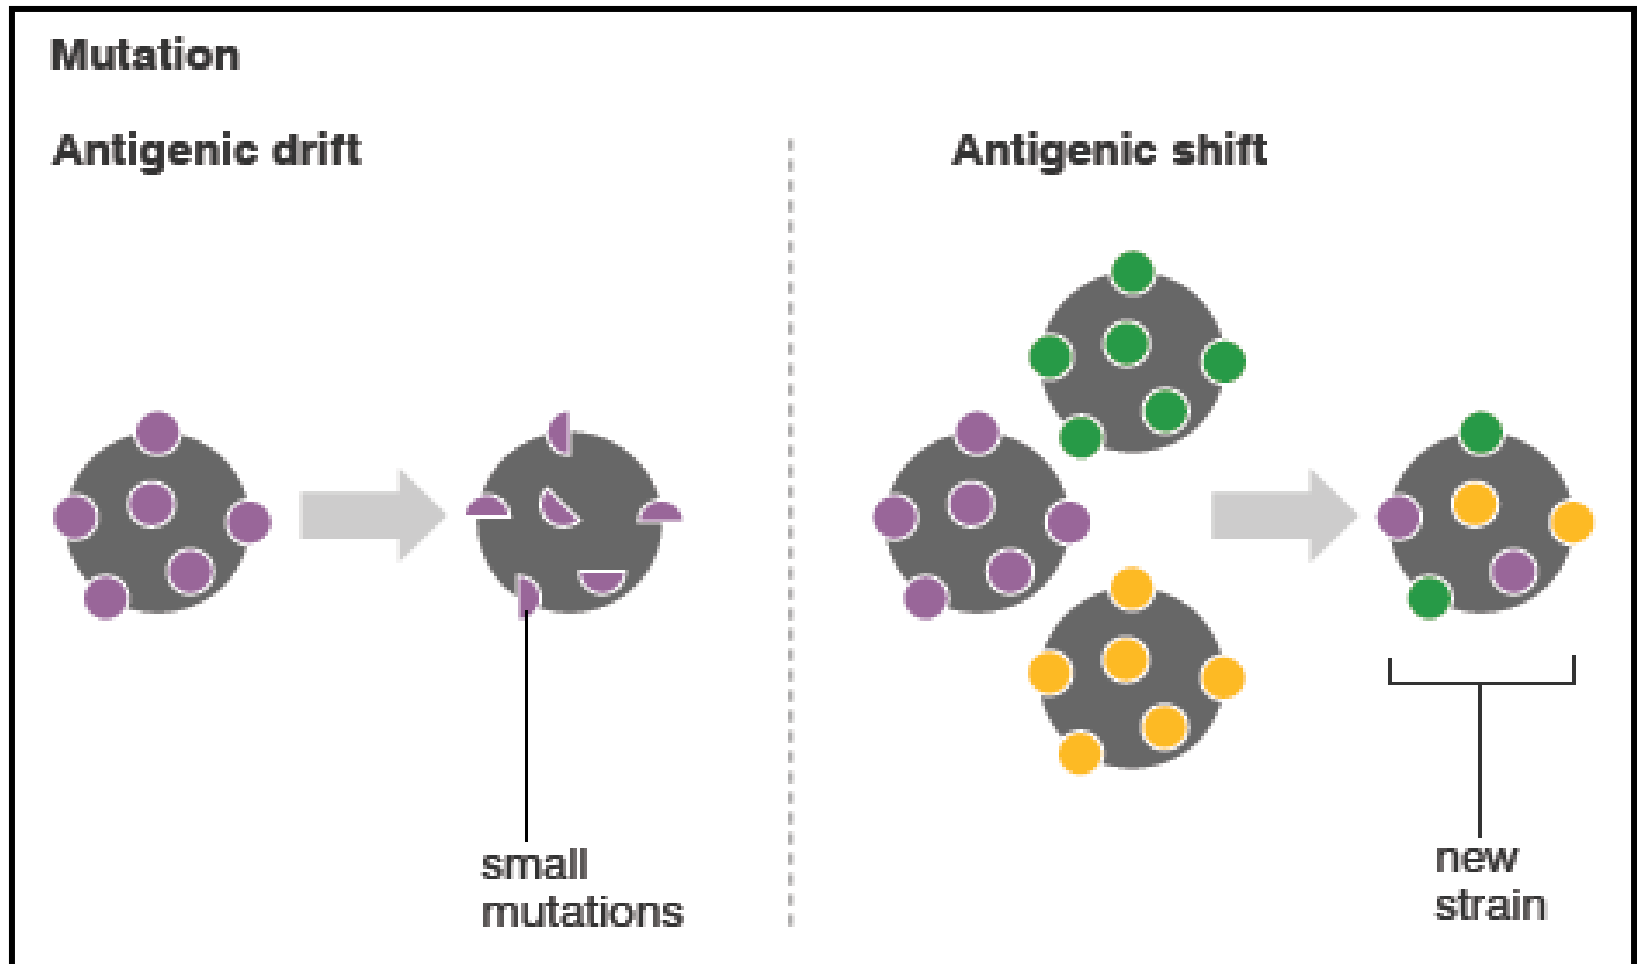 Mutation
Antigenic drift
Antigenic shift
small
mutations
new
strain